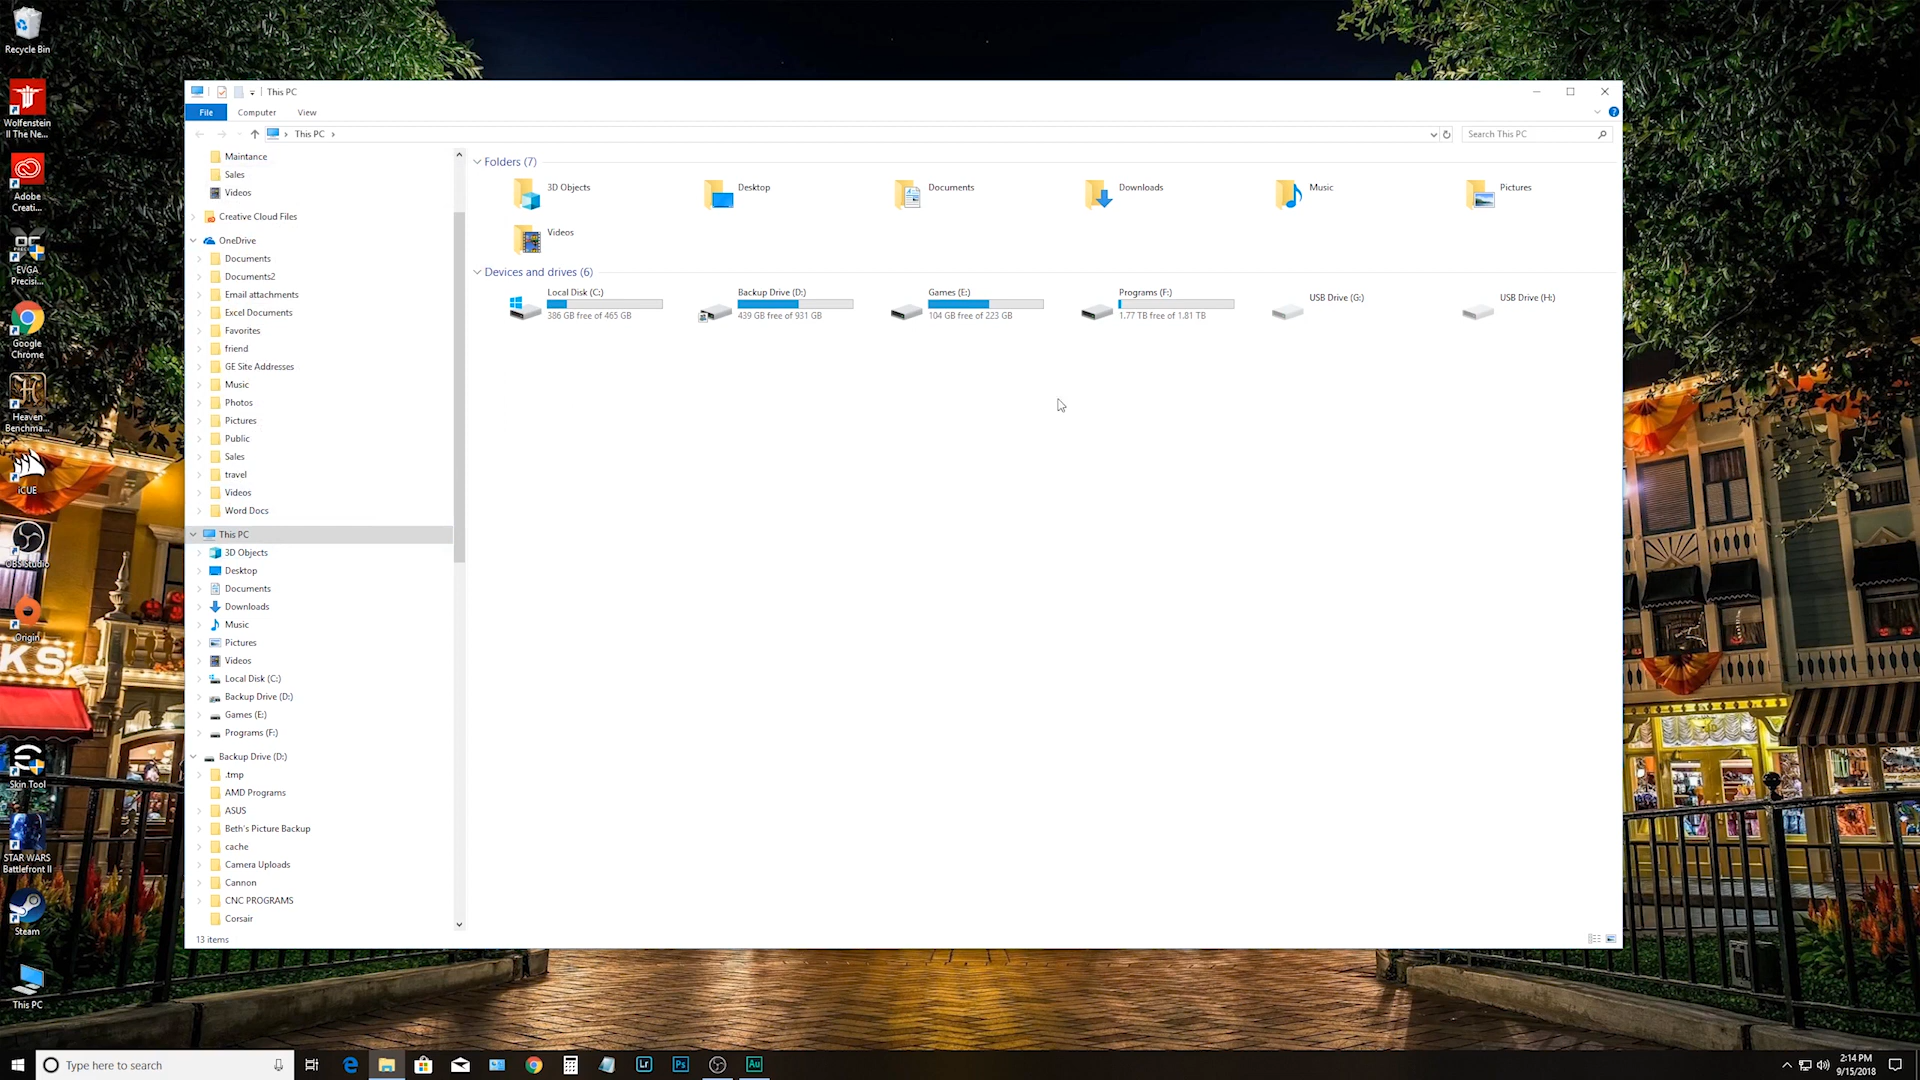 Recycle Bin
Wolfenstein
II The Ne...
Adobe
Creati...
EVGA
Precisi...
Google
Chrome
Heaven
Benchma...
iCUE
OBS Studio
Origin
KS
Skin Tool
STAR WARS
Battlefront II
Steam
This PC
This PC
File
Computer
View
This PC
Search This PC
Maintance
Sales
Videos
Creative Cloud Files
OneDrive
Documents
Documents2
Email attachments
Excel Documents
Favorites
friend
GE Site Addresses
Music
Photos
Pictures
Public
Sales
travel
Videos
Word Docs
This PC
3D Objects
Desktop
Documents
Downloads
Music
Pictures
Videos
Local Disk (C:)
Backup Drive (D:)
Games (E:)
Programs (F:)
Backup Drive (D:)
.tmp
AMD Programs
ASUS
Beth's Picture Backup
cache
Camera Uploads
Cannon
CNC PROGRAMS
Corsair
Folders (7)
3D Objects
Desktop
Documents
Downloads
Music
Pictures
Videos
Devices and drives (6)
Local Disk (C:)
386 GB free of 465 GB
Backup Drive (D:)
439 GB free of 931 GB
Games (E:)
104 GB free of 223 GB
Programs (F:)
1.77 TB free of 1.81 TB
USB Drive (G:)
USB Drive (H:)
13 items
Type here to search
Lr
Ps
Au
2:14 PM
9/15/2018